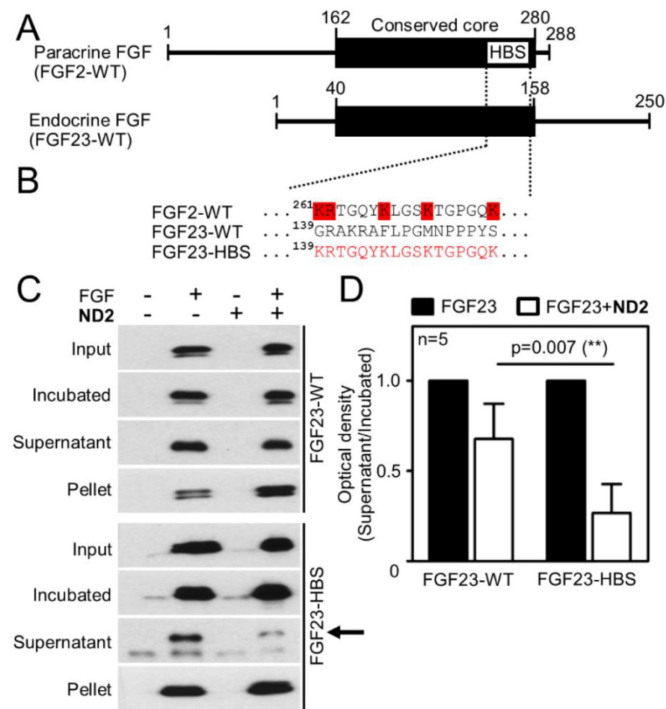 A
1 162 Conserved core 280
Paracrine FGF
(FGF2-WT)
HBS
288
1 40 158 250
Endocrine FGF
(FGF23-WT)
B
FGF2-WT ... 261KRTGQYKLGSKTGPGQK...
FGF23-WT ... 139GRAKRAFLPGMNPPPYS...
FGF23-HBS ... 139KRTGQYKLGSKTGPGQK...
C
FGF - + - +
ND2 - - + +
Input
Incubated
Supernatant
Pellet
FGF23-WT
Input
Incubated
Supernatant
Pellet
FGF23-HBS
D
FGF23 FGF23+ND2
n=5
p=0.007 (**)
1.0
0.5
0
Optical density
(Supernatant/Incubated)
FGF23-WT FGF23-HBS